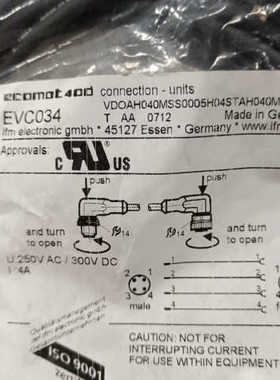 ecomat400 connection - units
VDOAH040MSS0005H04STAH040M
EVC034 T AA 0712 Made in Ge
ifm electronic gmbh * 45127 Essen * Germany * www.ifm
Approvals:
C UR US
push push
and turn to open
14 14
and turn to open
U 250V AC / 300V DC
I 4A
2 1
3 4
male
1
2
3
4
CAUTION: NOT FOR
INTERRUPTING CURRENT
FOR USE WITHIN EQUIPMENT
Qualitätsmanagement
ISO 9001